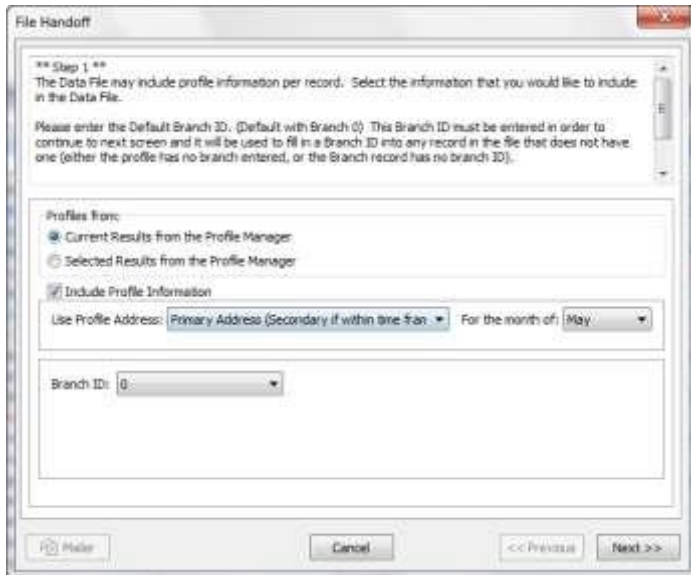 File Handoff
** Step 1 **
The Data File may include profile information per record. Select the information that you would like to include
in the Data File.
Please enter the Default Branch ID. (Default with Branch 0) This Branch ID must be entered in order to
continue to next screen and it will be used to fill in a Branch ID into any record in the file that does not have
one (either the profile has no branch entered, or the Branch record has no branch ID).
Profiles from:
Current Results from the Profile Manager
Selected Results from the Profile Manager
Include Profile Information
Use Profile Address: Primary Address (Secondary if within time fran For the month of: May
Branch ID: 0
Mailer Cancel << Previous Next >>